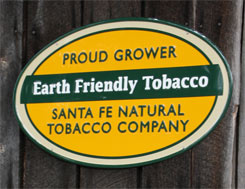 PROUD GROWER
Earth Friendly Tobacco
SANTA FE NATURAL
TOBACCO COMPANY